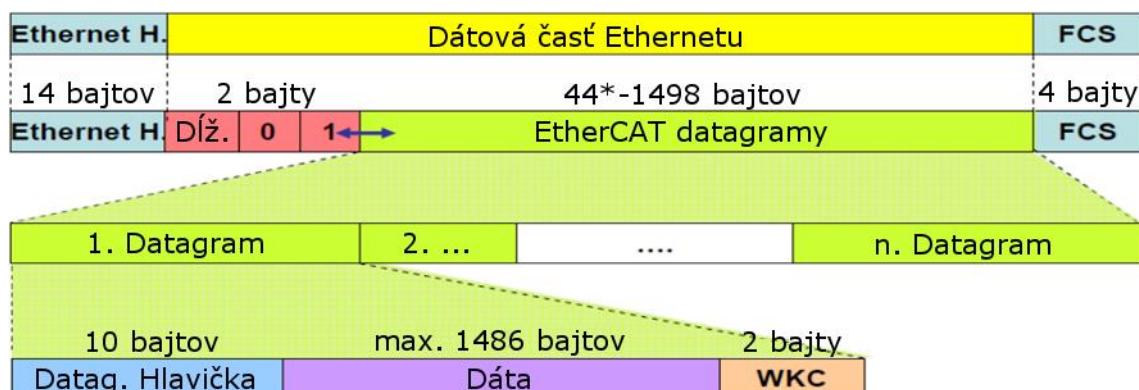 Ethernet H. Dátová časť Ethernetu FCS
14 bajtov 2 bajty 44*-1498 bajtov 4 bajty
Ethernet H. Dĺž. 0 1 EtherCAT datagramy FCS
1. Datagram 2. ... .... n. Datagram
10 bajtov max. 1486 bajtov 2 bajty
Datag. Hlavička Dáta WKC